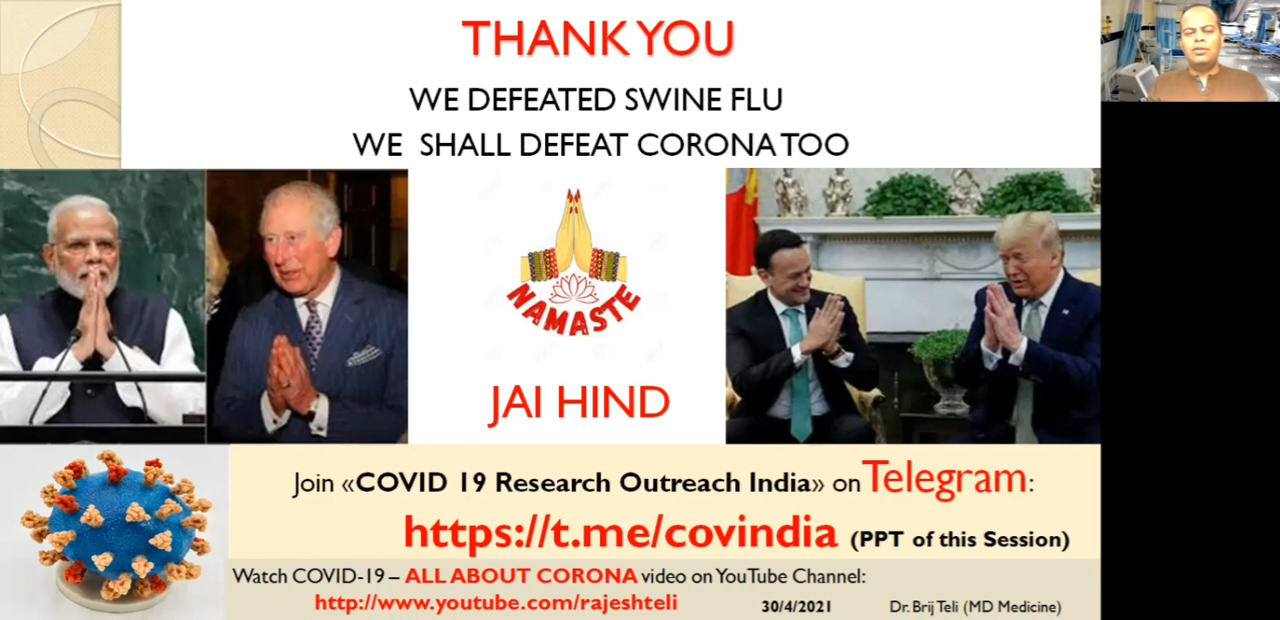 THANK YOU
WE DEFEATED SWINE FLU
WE SHALL DEFEAT CORONA TOO
NAMASTE
JAI HIND
Join «COVID 19 Research Outreach India» on Telegram:
https://t.me/covindia (PPT of this Session)
Watch COVID-19 – ALL ABOUT CORONA video on YouTube Channel:
http://www.youtube.com/rajeshteli 30/4/2021 Dr. Brij Teli (MD Medicine)